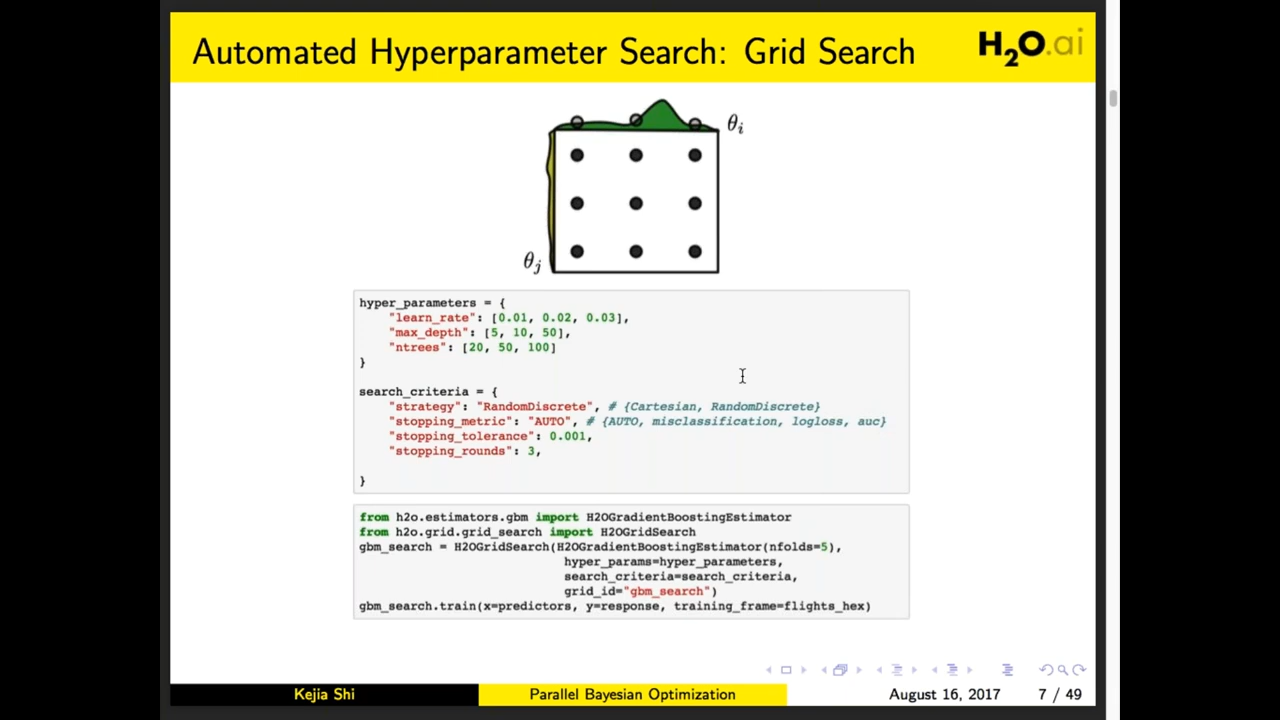 Automated Hyperparameter Search: Grid Search
H2O.ai
θi
θj
hyper_parameters = {
    "learn_rate": [0.01, 0.02, 0.03],
    "max_depth": [5, 10, 50],
    "ntrees": [20, 50, 100]
}
search_criteria = {
    "strategy": "RandomDiscrete", # {Cartesian, RandomDiscrete}
    "stopping_metric": "AUTO", # {AUTO, misclassification, logloss, auc}
    "stopping_tolerance": 0.001,
    "stopping_rounds": 3,
}
from h2o.estimators.gbm import H2OGradientBoostingEstimator
from h2o.grid.grid_search import H2OGridSearch
gbm_search = H2OGridSearch(H2OGradientBoostingEstimator(nfolds=5),
                           hyper_params=hyper_parameters,
                           search_criteria=search_criteria,
                           grid_id="gbm_search")
gbm_search.train(x=predictors, y=response, training_frame=flights_hex)
Kejia Shi
Parallel Bayesian Optimization
August 16, 2017
7 / 49